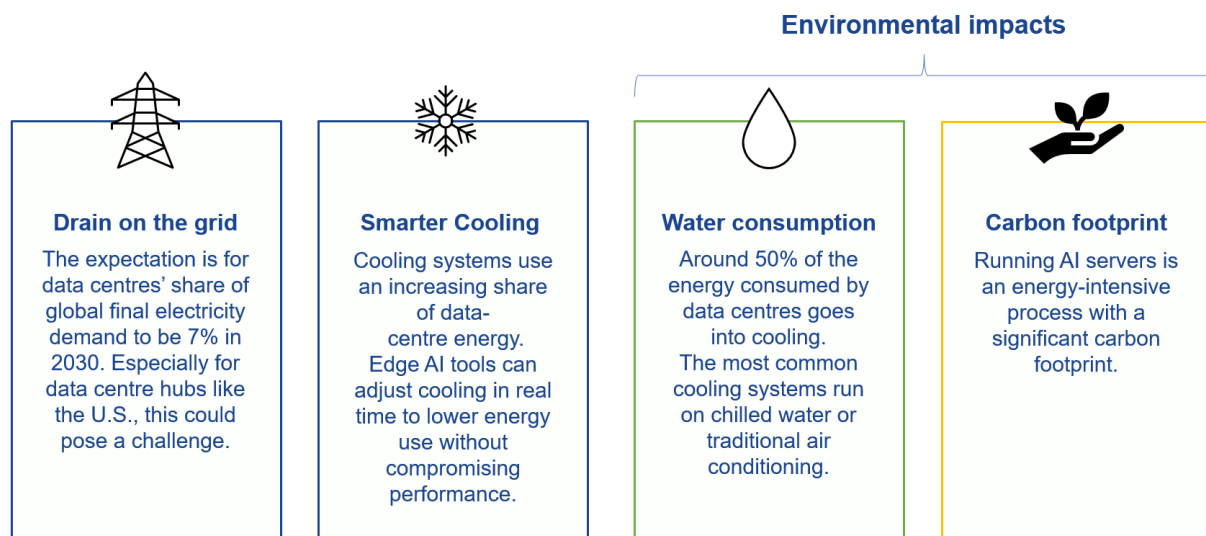 Environmental impacts
Drain on the grid
The expectation is for
data centres’ share of
global final electricity
demand to be 7% in
2030. Especially for
data centre hubs like
the U.S., this could
pose a challenge.
Smarter Cooling
Cooling systems use
an increasing share
of data-
centre energy.
Edge AI tools can
adjust cooling in real
time to lower energy
use without
compromising
performance.
Water consumption
Around 50% of the
energy consumed by
data centres goes
into cooling.
The most common
cooling systems run
on chilled water or
traditional air
conditioning.
Carbon footprint
Running AI servers is
an energy-intensive
process with a
significant carbon
footprint.